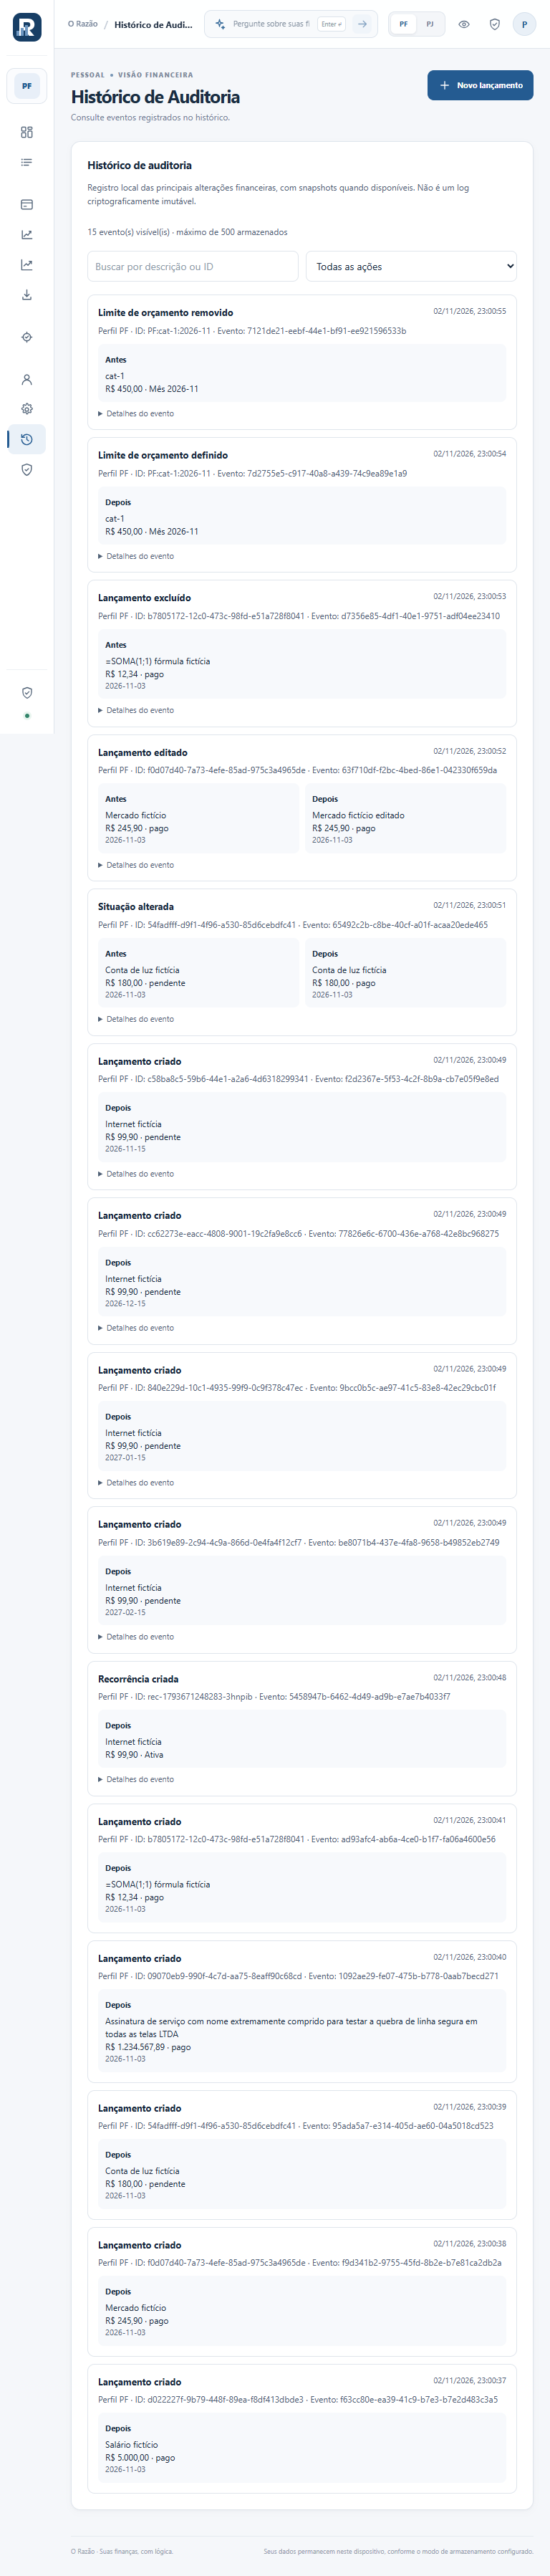 R
O Razão / Histórico de Audi...
Pergunte sobre suas fi
Enter ↵
PF
PJ
P
PF
PESSOAL • VISÃO FINANCEIRA
Histórico de Auditoria
Consulte eventos registrados no histórico.
+ Novo lançamento
Histórico de auditoria
Registro local das principais alterações financeiras, com snapshots quando disponíveis. Não é um log
criptograficamente imutável.
15 evento(s) visível(is) · máximo de 500 armazenados
Buscar por descrição ou ID
Todas as ações
Limite de orçamento removido
02/11/2026, 23:00:55
Perfil PF · ID: PF:cat-1:2026-11 · Evento: 7121de21-eebf-44e1-bf91-ee921596533b
Antes
cat-1
R$ 450,00 · Mês 2026-11
▶ Detalhes do evento
Limite de orçamento definido
02/11/2026, 23:00:54
Perfil PF · ID: PF:cat-1:2026-11 · Evento: 7d2755e5-c917-40a8-a439-74c9ea89e1a9
Depois
cat-1
R$ 450,00 · Mês 2026-11
▶ Detalhes do evento
Lançamento excluído
02/11/2026, 23:00:53
Perfil PF · ID: b7805172-12c0-473c-98fd-e51a728f8041 · Evento: d7356e85-4df1-40e1-9751-adf04ee23410
Antes
=SOMA(1;1) fórmula fictícia
R$ 12,34 · pago
2026-11-03
▶ Detalhes do evento
Lançamento editado
02/11/2026, 23:00:52
Perfil PF · ID: f0d07d40-7a73-4efe-85ad-975c3a4965de · Evento: 63f710df-f2bc-4bed-86e1-042330f659da
Antes
Mercado fictício
R$ 245,90 · pago
2026-11-03
Depois
Mercado fictício editado
R$ 245,90 · pago
2026-11-03
▶ Detalhes do evento
Situação alterada
02/11/2026, 23:00:51
Perfil PF · ID: 54fadfff-d9f1-4f96-a530-85d6cebdfc41 · Evento: 65492c2b-c8be-40cf-a01f-acaa20ede465
Antes
Conta de luz fictícia
R$ 180,00 · pendente
2026-11-03
Depois
Conta de luz fictícia
R$ 180,00 · pago
2026-11-03
▶ Detalhes do evento
Lançamento criado
02/11/2026, 23:00:49
Perfil PF · ID: c58ba8c5-59b6-44e1-a2a6-4d6318299341 · Evento: f2d2367e-5f53-4c2f-8b9a-cb7e05f9e8ed
Depois
Internet fictícia
R$ 99,90 · pendente
2026-11-15
▶ Detalhes do evento
Lançamento criado
02/11/2026, 23:00:49
Perfil PF · ID: cc62273e-eacc-4808-9001-19c2fa9e8cc6 · Evento: 77826e6c-6700-436e-a768-42e8bc968275
Depois
Internet fictícia
R$ 99,90 · pendente
2026-12-15
▶ Detalhes do evento
Lançamento criado
02/11/2026, 23:00:49
Perfil PF · ID: 840e229d-10c1-4935-99f9-0c9f378c47ec · Evento: 9bcc0b5c-ae97-41c5-83e8-42ec29cbc01f
Depois
Internet fictícia
R$ 99,90 · pendente
2027-01-15
▶ Detalhes do evento
Lançamento criado
02/11/2026, 23:00:49
Perfil PF · ID: 3b619e89-2c94-4c9a-866d-0e4fa4f12cf7 · Evento: be8071b4-437e-4fa8-9658-b49852eb2749
Depois
Internet fictícia
R$ 99,90 · pendente
2027-02-15
▶ Detalhes do evento
Recorrência criada
02/11/2026, 23:00:48
Perfil PF · ID: rec-1793671248283-3hnpib · Evento: 5458947b-6462-4d49-ad9b-e7ae7b4033f7
Depois
Internet fictícia
R$ 99,90 · Ativa
▶ Detalhes do evento
Lançamento criado
02/11/2026, 23:00:41
Perfil PF · ID: b7805172-12c0-473c-98fd-e51a728f8041 · Evento: ad93afc4-ab6a-4ce0-b1f7-fa06a4600e56
Depois
=SOMA(1;1) fórmula fictícia
R$ 12,34 · pago
2026-11-03
Lançamento criado
02/11/2026, 23:00:40
Perfil PF · ID: 09070eb9-990f-4c7d-aa75-8eaff90c68cd · Evento: 1092ae29-fe07-475b-b778-0aab7becd271
Depois
Assinatura de serviço com nome extremamente comprido para testar a quebra de linha segura em
todas as telas LTDA
R$ 1.234.567,89 · pago
2026-11-03
Lançamento criado
02/11/2026, 23:00:39
Perfil PF · ID: 54fadfff-d9f1-4f96-a530-85d6cebdfc41 · Evento: 95ada5a7-e314-405d-ae60-04a5018cd523
Depois
Conta de luz fictícia
R$ 180,00 · pendente
2026-11-03
Lançamento criado
02/11/2026, 23:00:38
Perfil PF · ID: f0d07d40-7a73-4efe-85ad-975c3a4965de · Evento: f9d341b2-9755-45fd-8b2e-b7e81ca2db2a
Depois
Mercado fictício
R$ 245,90 · pago
2026-11-03
Lançamento criado
02/11/2026, 23:00:37
Perfil PF · ID: d022227f-9b79-448f-89ea-f8df413dbde3 · Evento: f63cc80e-ea39-41c9-b7e3-b7e2d483c3a5
Depois
Salário fictício
R$ 5.000,00 · pago
2026-11-03
O Razão · Suas finanças, com lógica.
Seus dados permanecem neste dispositivo, conforme o modo de armazenamento configurado.